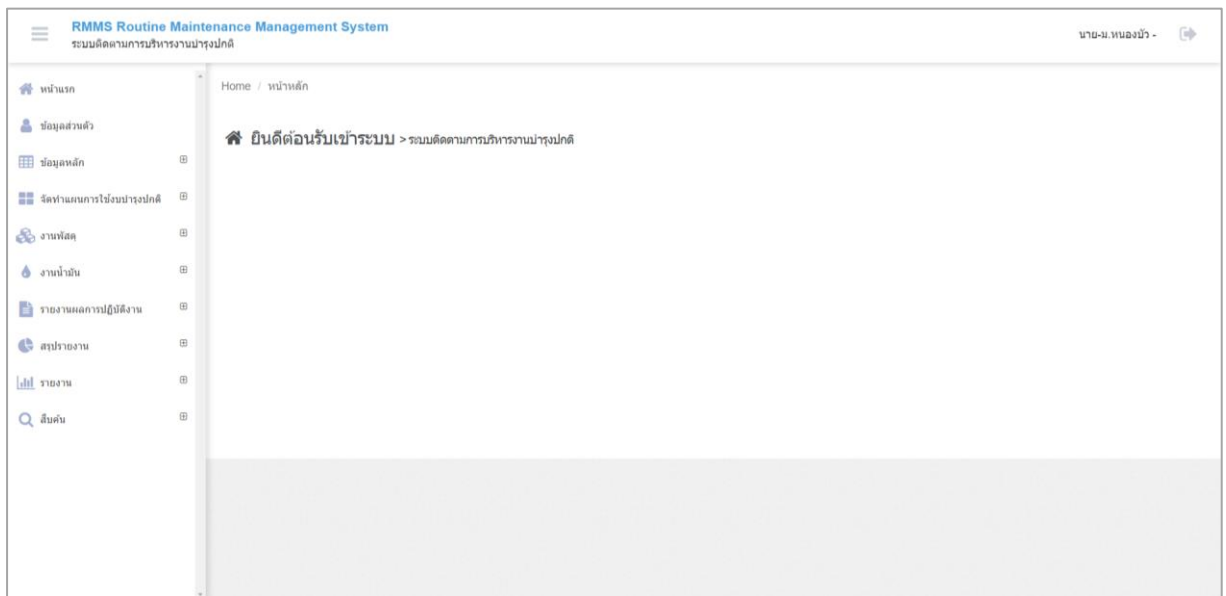 RMMS Routine Maintenance Management System
ระบบติดตามการบริหารงานบำรุงปกติ
นาย-ม.หนองบัว -
หน้าแรก
ข้อมูลส่วนตัว
ข้อมูลหลัก
จัดทำแผนการใช้งบบำรุงปกติ
งานพัสดุ
งานน้ำมัน
รายงานผลการปฏิบัติงาน
สรุปรายงาน
รายงาน
สืบค้น
Home / หน้าหลัก
ยินดีต่อนรับเข้าระบบ > ระบบติดตามการบริหารงานบำรุงปกติ